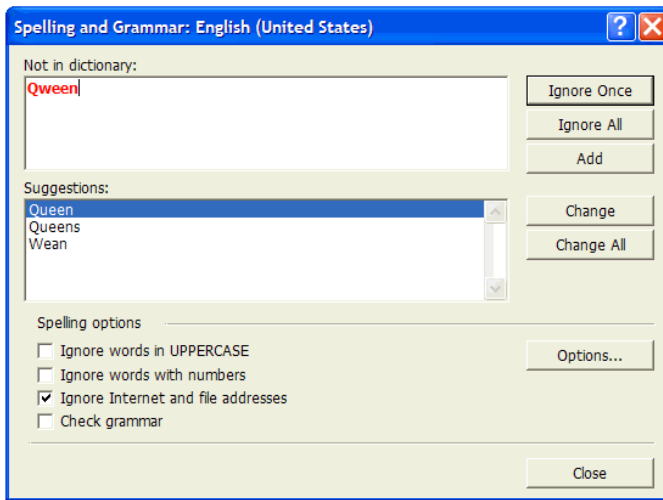 Spelling and Grammar: English (United States)
Not in dictionary:
Qween
Ignore Once
Ignore All
Add
Suggestions:
Queen
Queens
Wean
Change
Change All
Spelling options
Ignore words in UPPERCASE
Ignore words with numbers
Ignore Internet and file addresses
Check grammar
Options...
Close